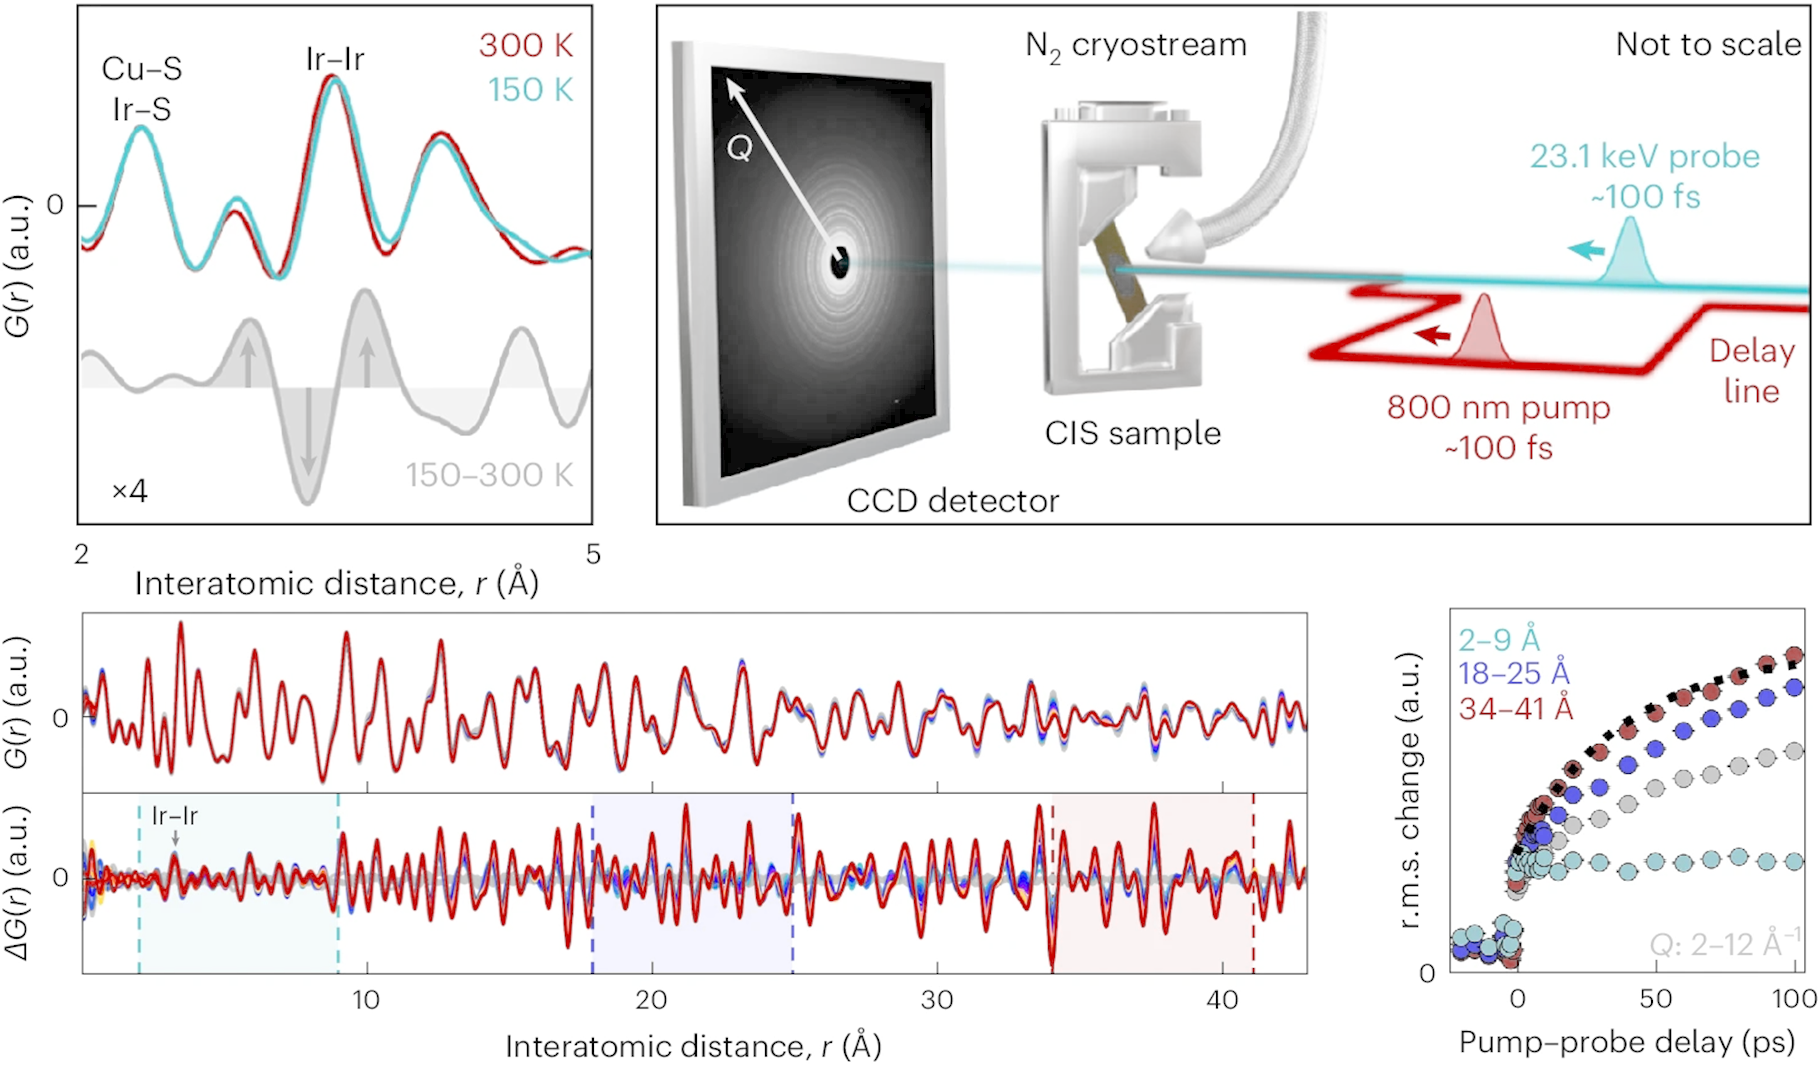 Cu–S
Ir–S
Ir–Ir
300 K
150 K
0
G(r) (a.u.)
150–300 K
×4
2
5
Interatomic distance, r (Å)
N₂ cryostream
Not to scale
Q
23.1 keV probe
~100 fs
Delay
line
800 nm pump
~100 fs
CIS sample
CCD detector
G(r) (a.u.)
0
Ir–Ir
ΔG(r) (a.u.)
0
10
20
30
40
Interatomic distance, r (Å)
2–9 Å
18–25 Å
34–41 Å
r.m.s. change (a.u.)
Q: 2–12 Å⁻¹
0
0
50
100
Pump–probe delay (ps)